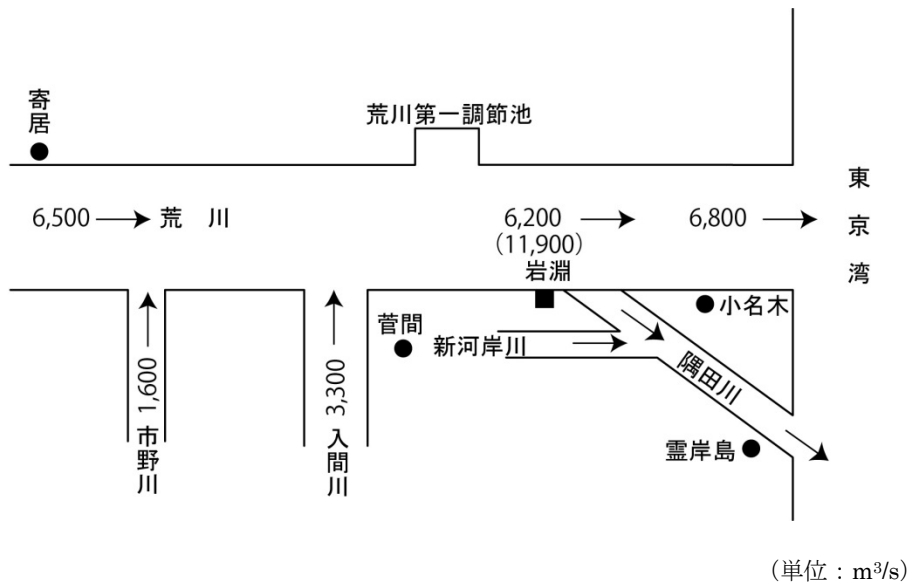 寄居
荒川第一調節池
6,500
荒 川
6,200
(11,900)
岩淵
6,800
東京湾
小名木
菅間
新河岸川
隅田川
霊岸島
1,600
市野川
3,300
入間川
(単位:m³/s)